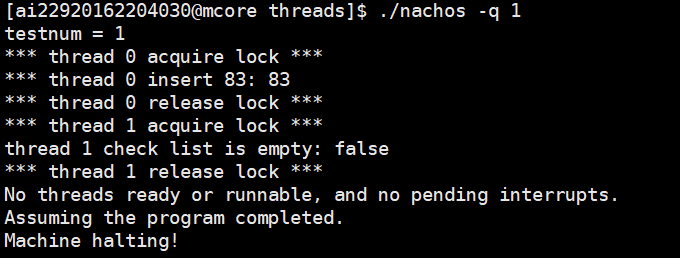 [ai22920162204030@mcore threads]$ ./nachos -q 1
testnum = 1
*** thread 0 acquire lock ***
*** thread 0 insert 83: 83
*** thread 0 release lock ***
*** thread 1 acquire lock ***
thread 1 check list is empty: false
*** thread 1 release lock ***
No threads ready or runnable, and no pending interrupts.
Assuming the program completed.
Machine halting!